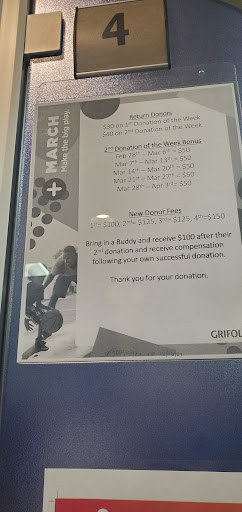 4
MARCH
Make the big play.
Return Donors
$30 on 1st Donation of the Week
$40 on 2nd Donation of the Week
2nd Donation of the Week Bonus
Feb 28th – Mar 6th – $50
Mar 7th – Mar 13th – $50
Mar 14th – Mar 20th – $50
Mar 21st – Mar 27th – $50
Mar 28th – Apr 3rd – $50
New Donor Fees
1st= $100, 2nd= $125, 3rd= $125, 4th=$150
Bring in a Buddy and receive $100 after their
2nd donation and receive compensation
following your own successful donation.
Thank you for your donation.
GRIFOL